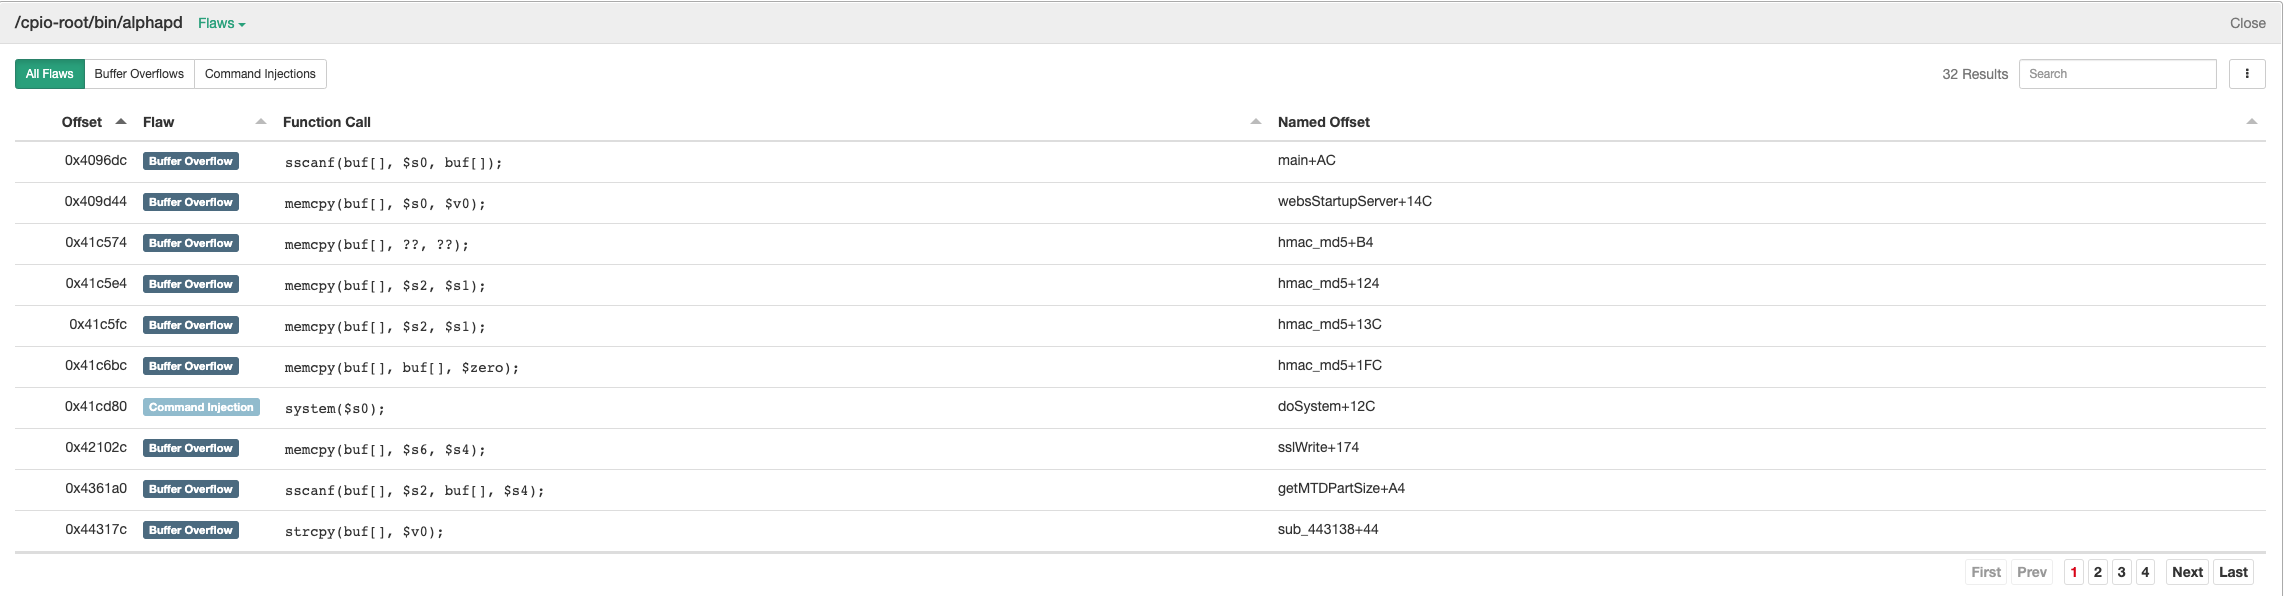 /cpio-root/bin/alphapd Flaws Close
All Flaws Buffer Overflows Command Injections 32 Results Search
Offset Flaw Function Call Named Offset
0x4096dc Buffer Overflow sscanf(buf[], $s0, buf[]); main+AC
0x409d44 Buffer Overflow memcpy(buf[], $s0, $v0); websStartupServer+14C
0x41c574 Buffer Overflow memcpy(buf[], ??, ??); hmac_md5+B4
0x41c5e4 Buffer Overflow memcpy(buf[], $s2, $s1); hmac_md5+124
0x41c5fc Buffer Overflow memcpy(buf[], $s2, $s1); hmac_md5+13C
0x41c6bc Buffer Overflow memcpy(buf[], buf[], $zero); hmac_md5+1FC
0x41cd80 Command Injection system($s0); doSystem+12C
0x42102c Buffer Overflow memcpy(buf[], $s6, $s4); sslWrite+174
0x4361a0 Buffer Overflow sscanf(buf[], $s2, buf[], $s4); getMTDPartSize+A4
0x44317c Buffer Overflow strcpy(buf[], $v0); sub_443138+44
First Prev 1 2 3 4 Next Last